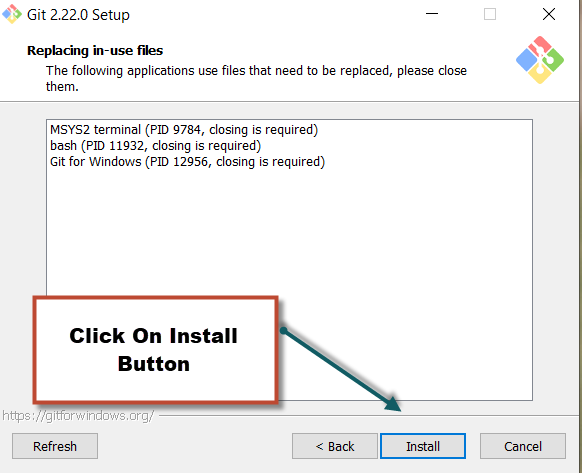 Git 2.22.0 Setup
Replacing in-use files
The following applications use files that need to be replaced, please close
them.
MSYS2 terminal (PID 9784, closing is required)
bash (PID 11932, closing is required)
Git for Windows (PID 12956, closing is required)
Click On Install
Button
https://gitforwindows.org/
Refresh
< Back
Install
Cancel